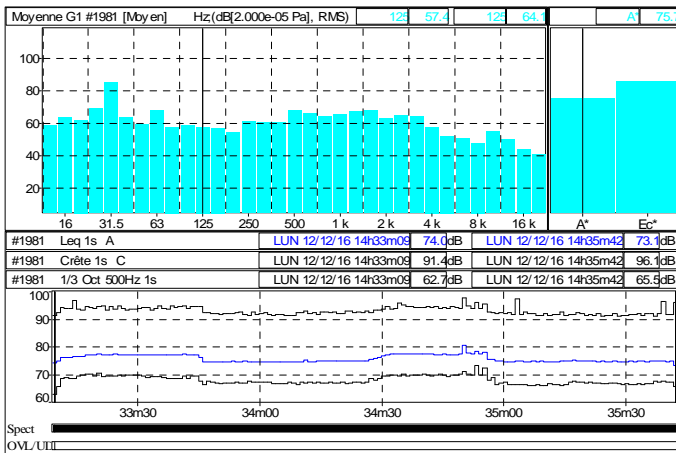 Moyenne G1 #1981 [Moyen] Hz;(dB[2.000e-05 Pa], RMS) 125 57.4 125 64.1 A* 75.7
100
80
60
40
20
16 31.5 63 125 250 500 1 k 2 k 4 k 8 k 16 k A* Ec*
#1981 Leq 1s A LUN 12/12/16 14h33m09 74.0dB LUN 12/12/16 14h35m42 73.1dB
#1981 Crête 1s C LUN 12/12/16 14h33m09 91.4dB LUN 12/12/16 14h35m42 96.1dB
#1981 1/3 Oct 500Hz 1s LUN 12/12/16 14h33m09 62.7dB LUN 12/12/16 14h35m42 65.5dB
100
90
80
70
60
33m30 34m00 34m30 35m00 35m30
Spect